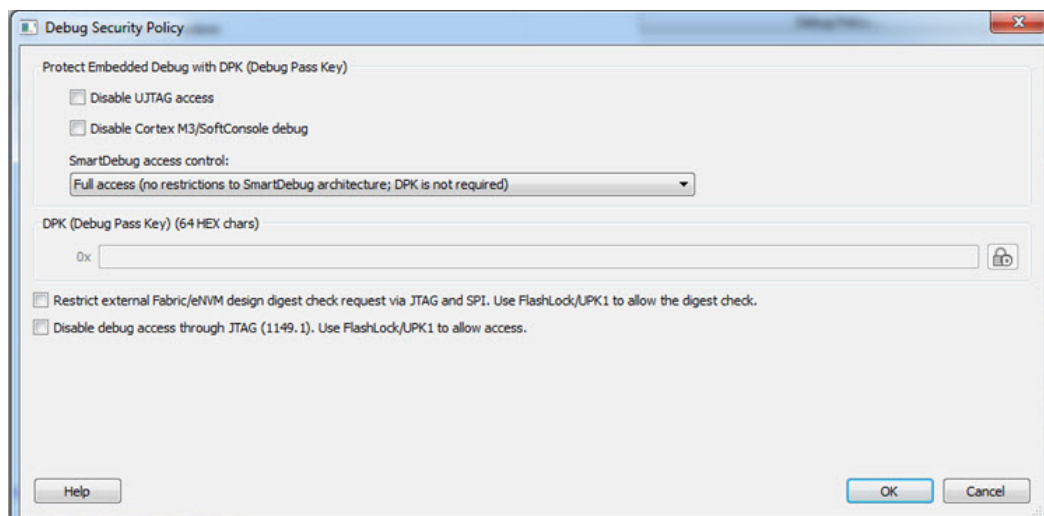 Debug Security Policy
Protect Embedded Debug with DPK (Debug Pass Key)
Disable UJTAG access
Disable Cortex M3/SoftConsole debug
SmartDebug access control:
Full access (no restrictions to SmartDebug architecture; DPK is not required)
DPK (Debug Pass Key) (64 HEX chars)
0x
Restrict external Fabric/eNVM design digest check request via JTAG and SPI. Use FlashLock/UPK1 to allow the digest check.
Disable debug access through JTAG (1149.1). Use FlashLock/UPK1 to allow access.
Help OK Cancel